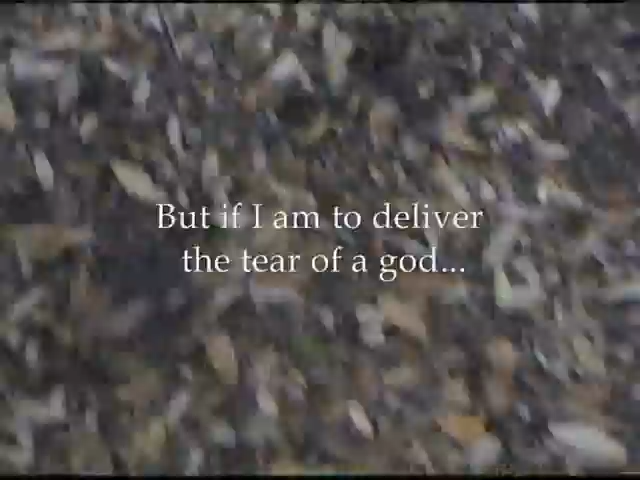 But if I am to deliver
the tear of a god...